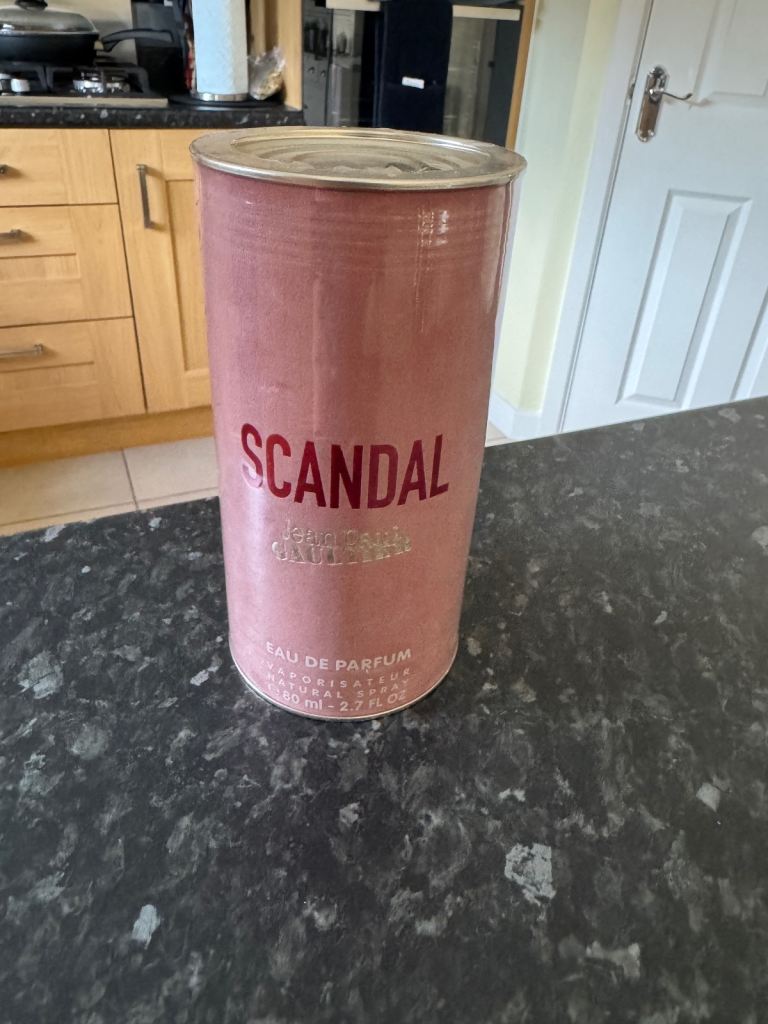 SCANDAL
Jean Paul
GAULTIER
EAU DE PARFUM
VAPORISATEUR
NATURAL SPRAY
80 ml - 2.7 FL OZ